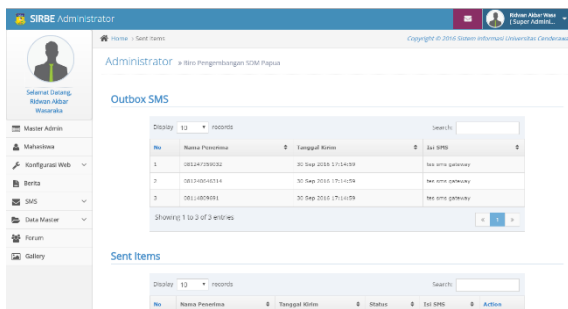 SIRBE Administrator
Ridwan Akbar Wasa
( Super Admini...
Home > Sent Items
Copyright © 2016 Sistem Informasi Universitas Cenderawa
Administrator » Biro Pengembangan SDM Papua
Selamat Datang,
Ridwan Akbar
Wasaraka
Master Admin
Mahasiswa
Konfigurasi Web
Berita
SMS
Data Master
Forum
Gallery
Outbox SMS
Display 10 records Search:
No Nama Penerima Tanggal Kirim Isi SMS
1 30 Sep 2016 17:14:59 tes sms gateway
2 30 Sep 2016 17:14:59 tes sms gateway
3 30 Sep 2016 17:14:59 tes sms gateway
Showing 1 to 3 of 3 entries
« 1 »
Sent Items
Display 10 records Search:
No Nama Penerima Tanggal Kirim Status Isi SMS Action